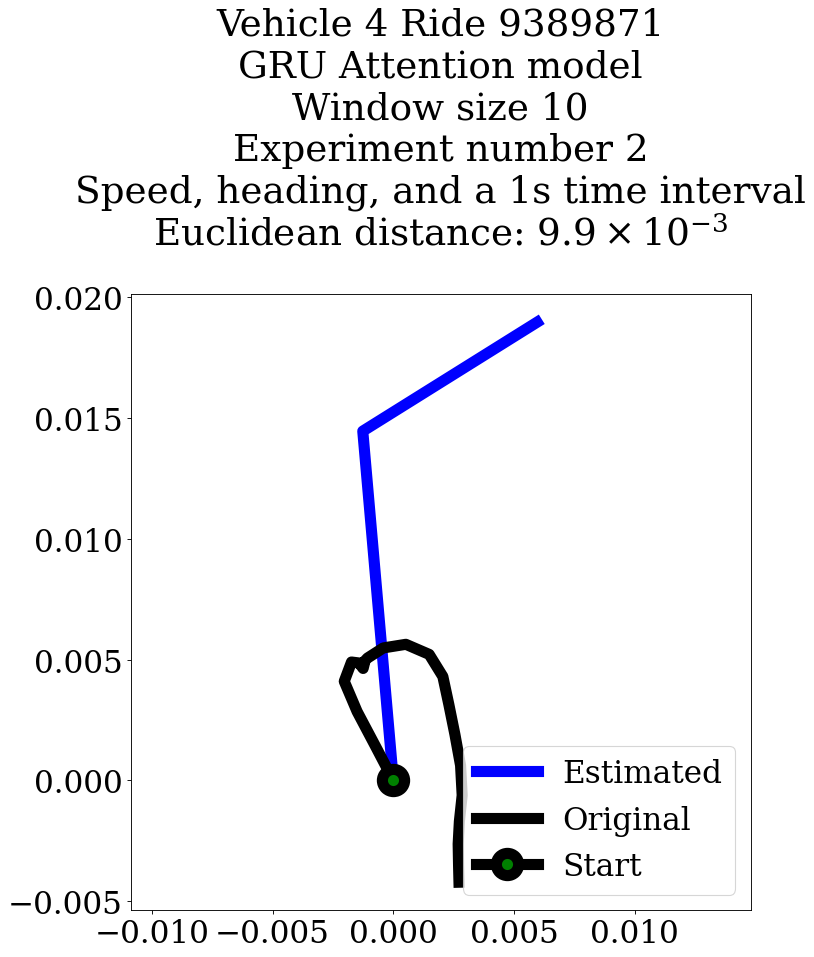 Vehicle 4 Ride 9389871
GRU Attention model
Window size 10
Experiment number 2
Speed, heading, and a 1s time interval
Euclidean distance: 9.9 × 10⁻³
0.020
0.015
0.010
0.005
0.000
−0.005
−0.010 −0.005 0.000 0.005 0.010
Estimated
Original
Start